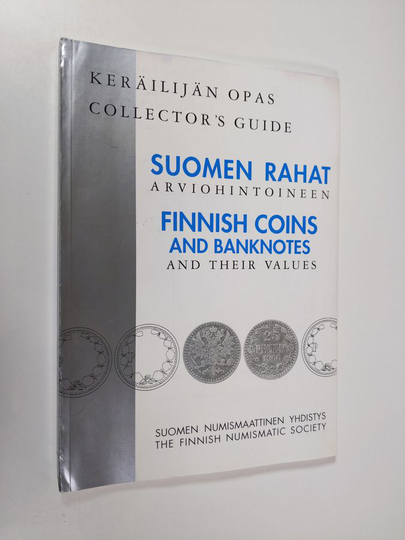 KERÄILIJÄN OPAS
COLLECTOR'S GUIDE
SUOMEN RAHAT
ARVIOHINTOINEEN
FINNISH COINS
AND BANKNOTES
AND THEIR VALUES
25
SUOMEN NUMISMAATTINEN YHDISTYS
THE FINNISH NUMISMATIC SOCIETY